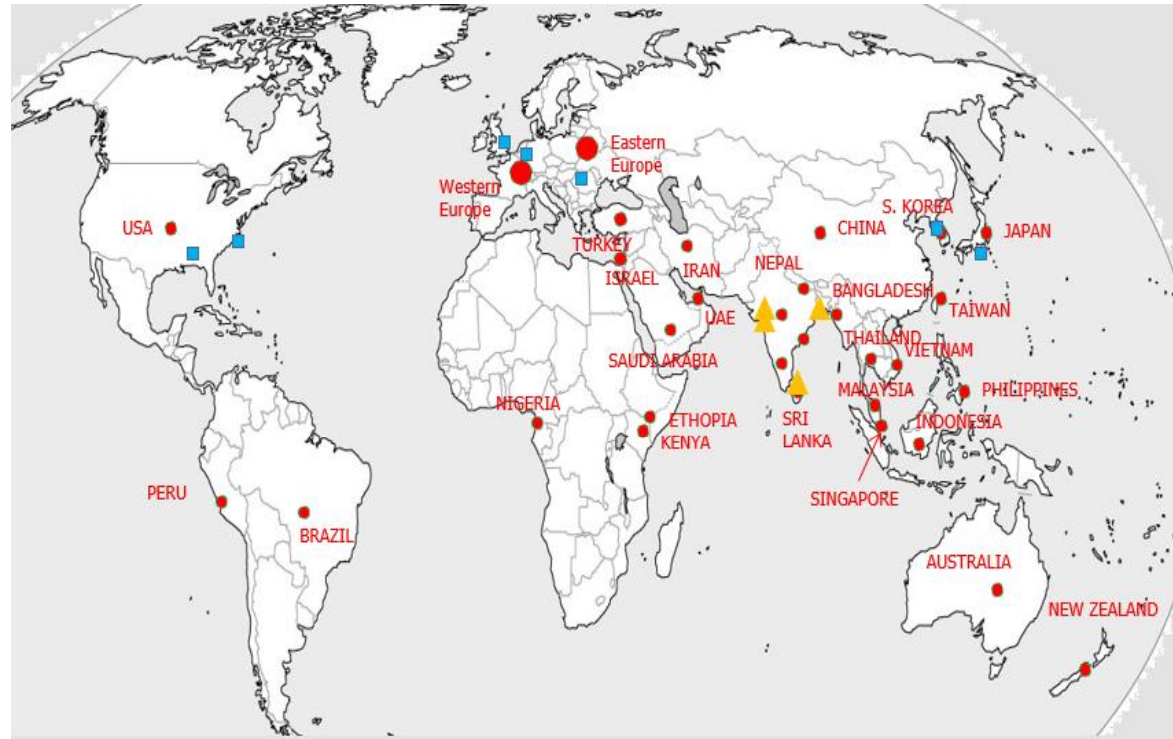 Eastern
Europe
Western
Europe
S. KOREA
USA
CHINA
JAPAN
TURKEY
NEPAL
IRAN
ISRAEL
BANGLADESH
UAE
TAIWAN
THAILAND
VIETNAM
SAUDI ARABIA
MALAYSIA
PHILIPPINES
NIGERIA
ETHOPIA
SRI
LANKA
INDONESIA
KENYA
PERU
SINGAPORE
BRAZIL
AUSTRALIA
NEW ZEALAND